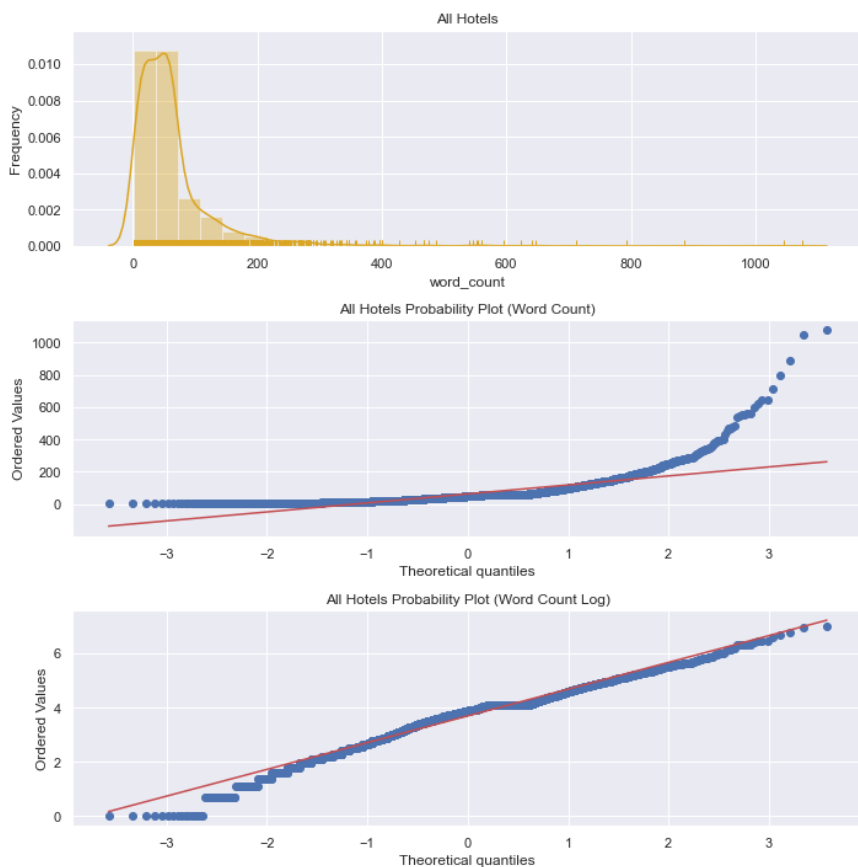 All Hotels
0.010
0.008
0.006
0.004
0.002
0.000
Frequency
0 200 400 600 800 1000
word_count
All Hotels Probability Plot (Word Count)
1000
800
600
400
200
0
Ordered Values
−3 −2 −1 0 1 2 3
Theoretical quantiles
All Hotels Probability Plot (Word Count Log)
6
4
2
0
Ordered Values
−3 −2 −1 0 1 2 3
Theoretical quantiles